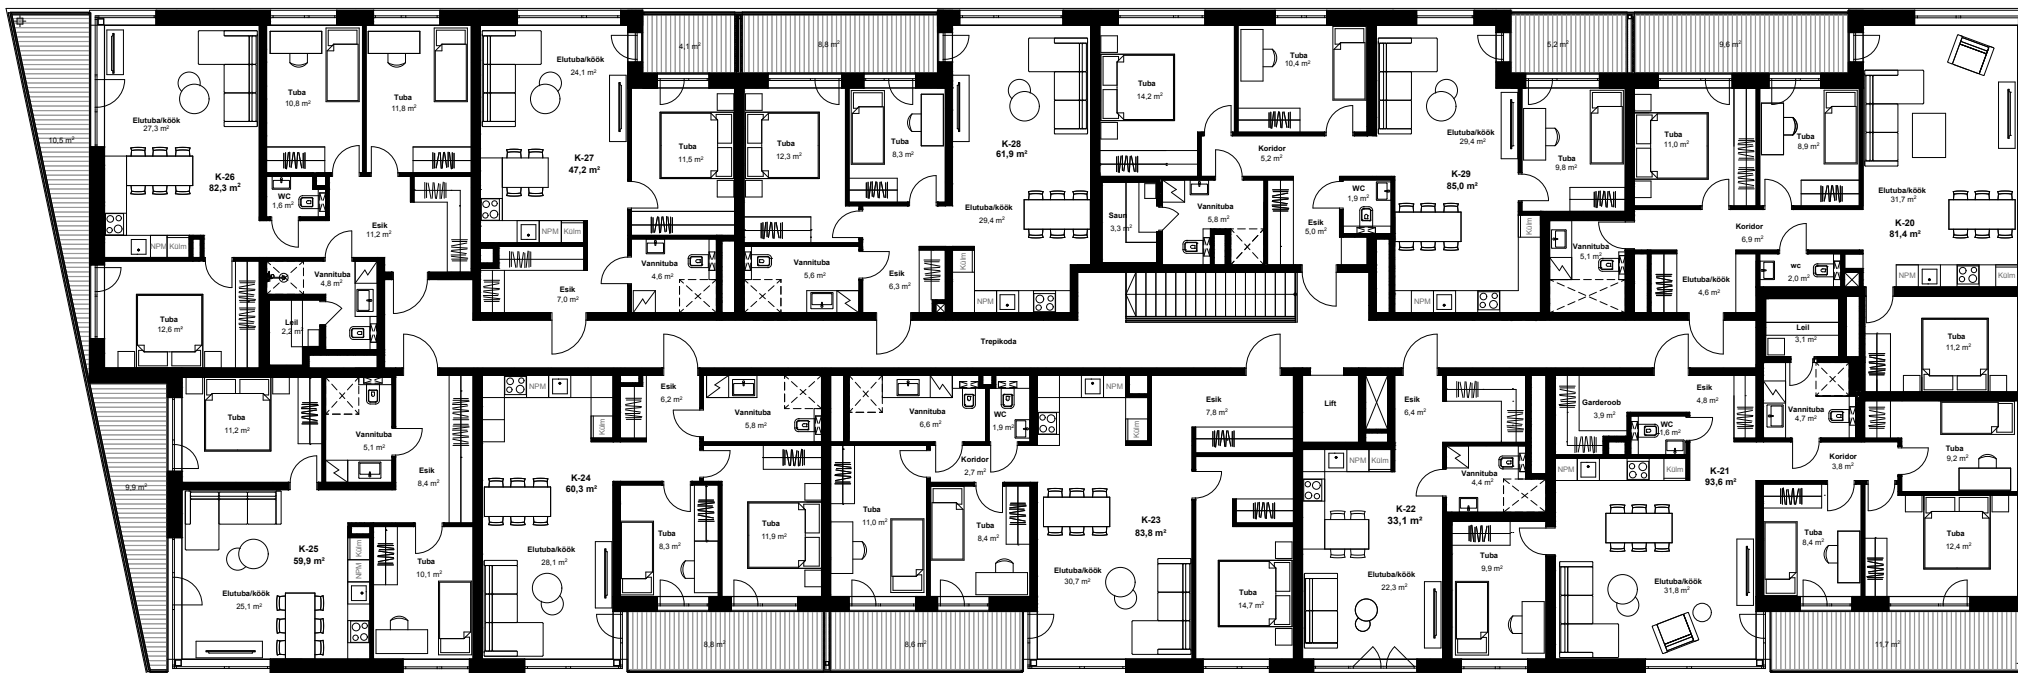 10,5 m²
Elutuba/köök
27,3 m²
K-26
82,3 m²
NPM
Külm
Tuba
10,8 m²
Tuba
11,8 m²
WC
1,6 m²
Esik
11,2 m²
Vannituba
4,8 m²
Leil
2,2 m²
Tuba
12,6 m²
Elutuba/köök
24,1 m²
K-27
47,2 m²
NPM
Külm
4,1 m²
Tuba
11,5 m²
Vannituba
4,6 m²
Esik
7,0 m²
8,8 m²
Tuba
12,3 m²
Tuba
8,3 m²
Vannituba
5,6 m²
Esik
6,3 m²
K-28
61,9 m²
Elutuba/köök
29,4 m²
Külm
NPM
Tuba
14,2 m²
Tuba
10,4 m²
Koridor
5,2 m²
Saun
3,3 m²
Vannituba
5,8 m²
WC
1,9 m²
Esik
5,0 m²
Elutuba/köök
29,4 m²
K-29
85,0 m²
Külm
NPM
5,2 m²
Tuba
9,8 m²
Vannituba
5,1 m²
9,6 m²
Tuba
11,0 m²
Tuba
8,9 m²
Koridor
6,9 m²
Elutuba/köök
4,6 m²
wc
2,0 m²
Elutuba/köök
31,7 m²
K-20
81,4 m²
NPM
Külm
Leil
3,1 m²
Tuba
11,2 m²
Trepikoda
9,9 m²
Tuba
11,2 m²
Vannituba
5,1 m²
Esik
8,4 m²
K-25
59,9 m²
Elutuba/köök
25,1 m²
Külm
NPM
Tuba
10,1 m²
NPM
Külm
K-24
60,3 m²
Elutuba/köök
28,1 m²
Esik
6,2 m²
Vannituba
5,8 m²
Tuba
8,3 m²
Tuba
11,9 m²
8,8 m²
Vannituba
6,6 m²
WC
1,9 m²
Koridor
2,7 m²
Tuba
11,0 m²
Tuba
8,4 m²
8,6 m²
NPM
Külm
Esik
7,8 m²
K-23
83,8 m²
Elutuba/köök
30,7 m²
Tuba
14,7 m²
Lift
Esik
6,4 m²
NPM
Külm
Vannituba
4,4 m²
K-22
33,1 m²
Elutuba/köök
22,3 m²
Tuba
9,9 m²
Garderoob
3,9 m²
Esik
4,8 m²
WC
1,6 m²
NPM
Külm
K-21
93,6 m²
Elutuba/köök
31,8 m²
Vannituba
4,7 m²
Koridor
3,8 m²
Tuba
9,2 m²
Tuba
8,4 m²
Tuba
12,4 m²
11,7 m²